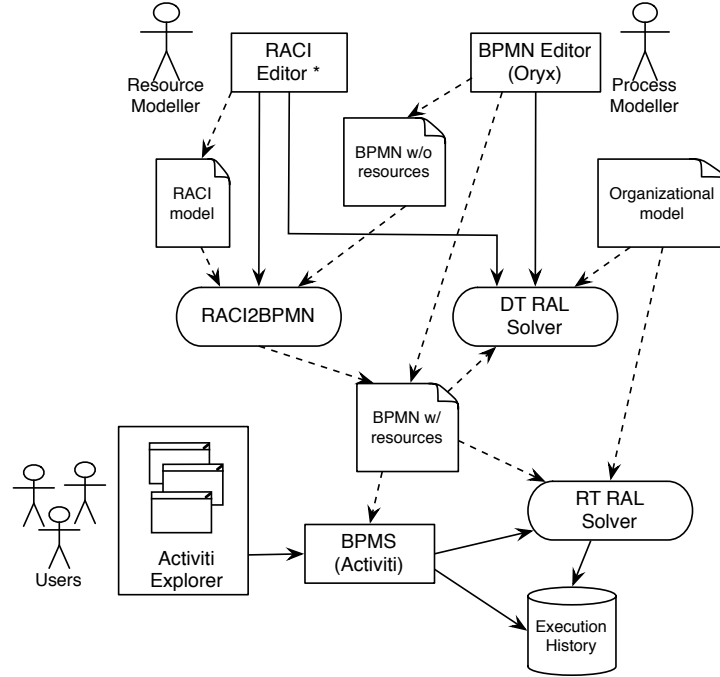 RACI
Editor *
BPMN Editor
(Oryx)
Resource
Modeller
Process
Modeller
RACI
model
BPMN w/o
resources
Organizational
model
RACI2BPMN
DT RAL
Solver
BPMN w/
resources
Users
Activiti
Explorer
BPMS
(Activiti)
RT RAL
Solver
Execution
History